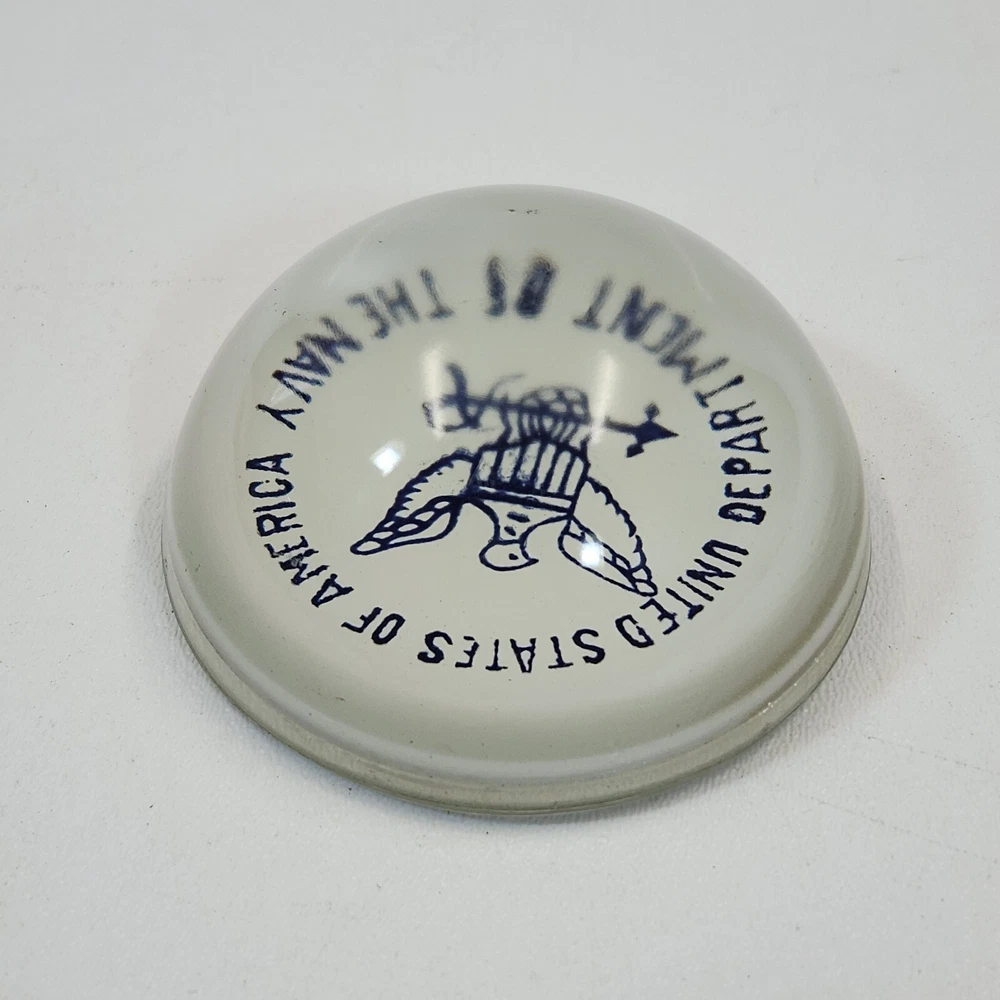 UNITED STATES OF AMERICA
DEPARTMENT OF THE NAVY